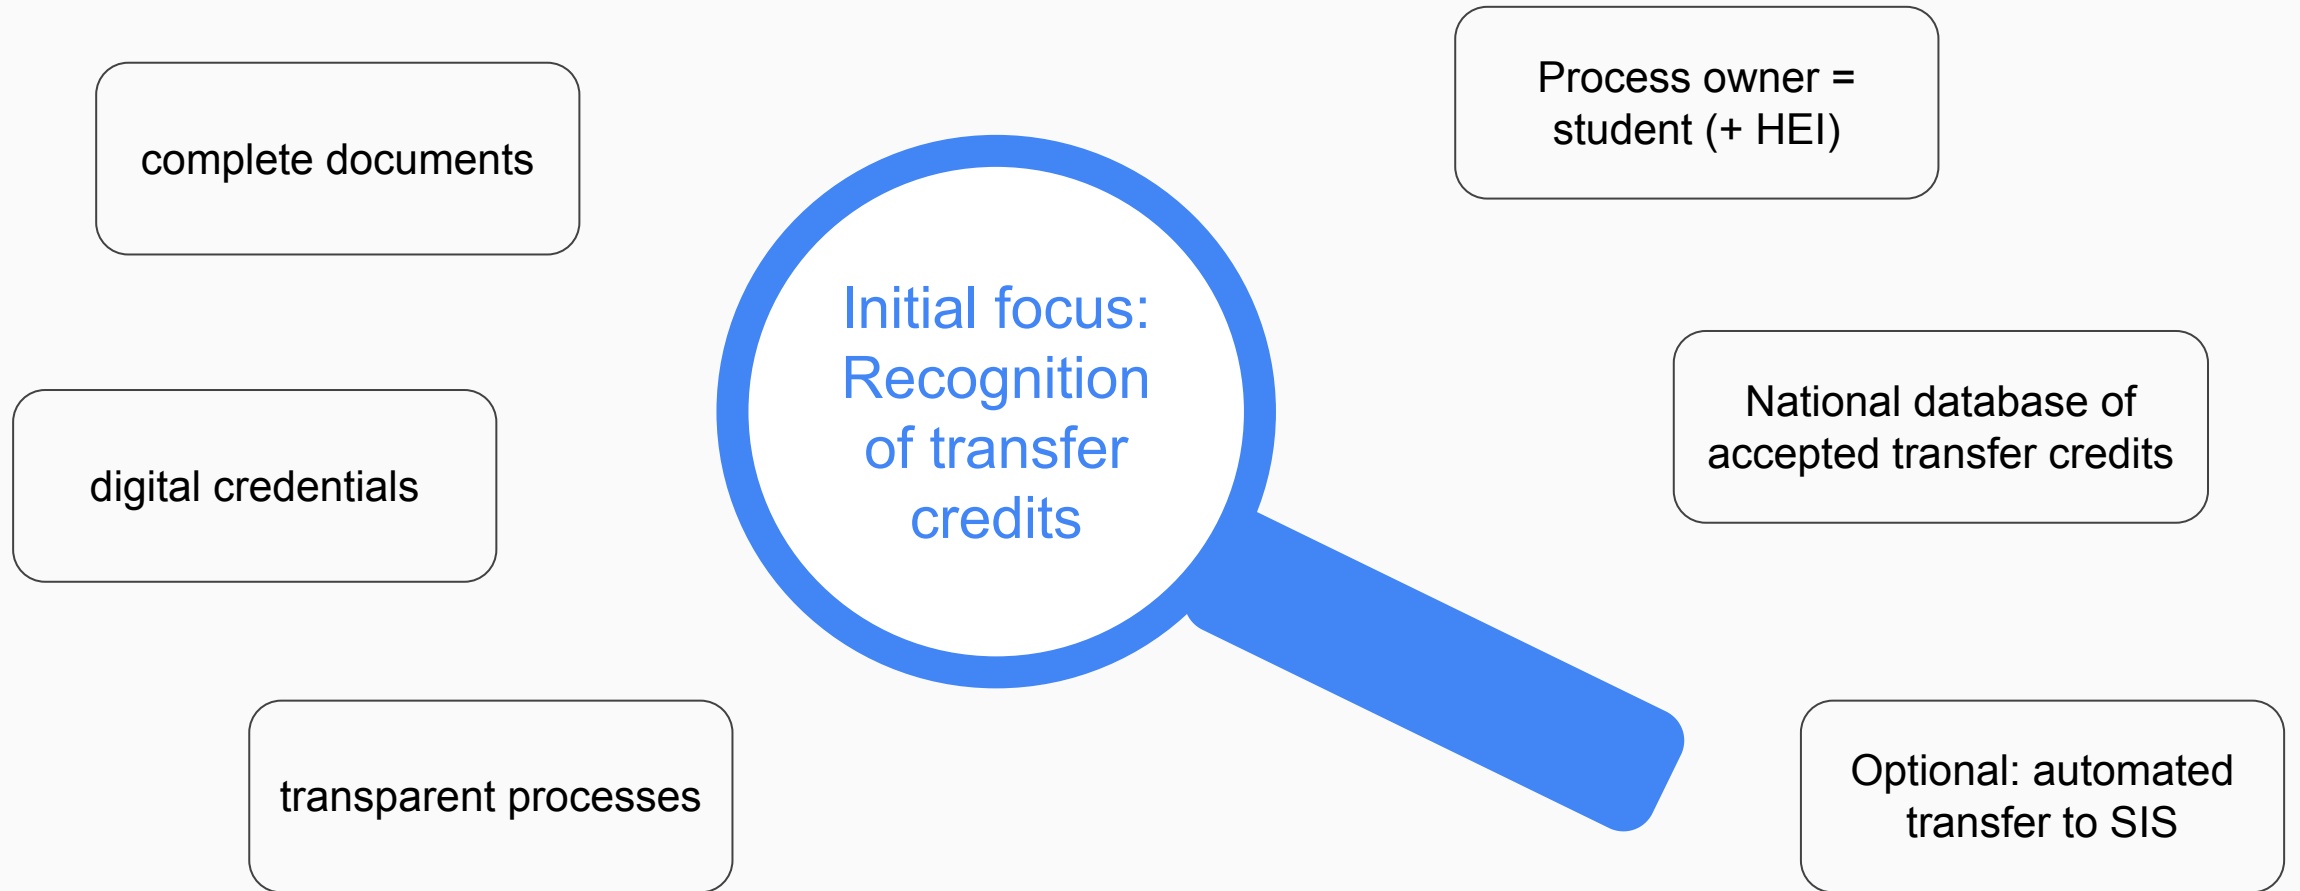 complete documents
digital credentials
transparent processes
Initial focus:
Recognition
of transfer
credits
Process owner =
student (+ HEI)
National database of
accepted transfer credits
Optional: automated
transfer to SIS